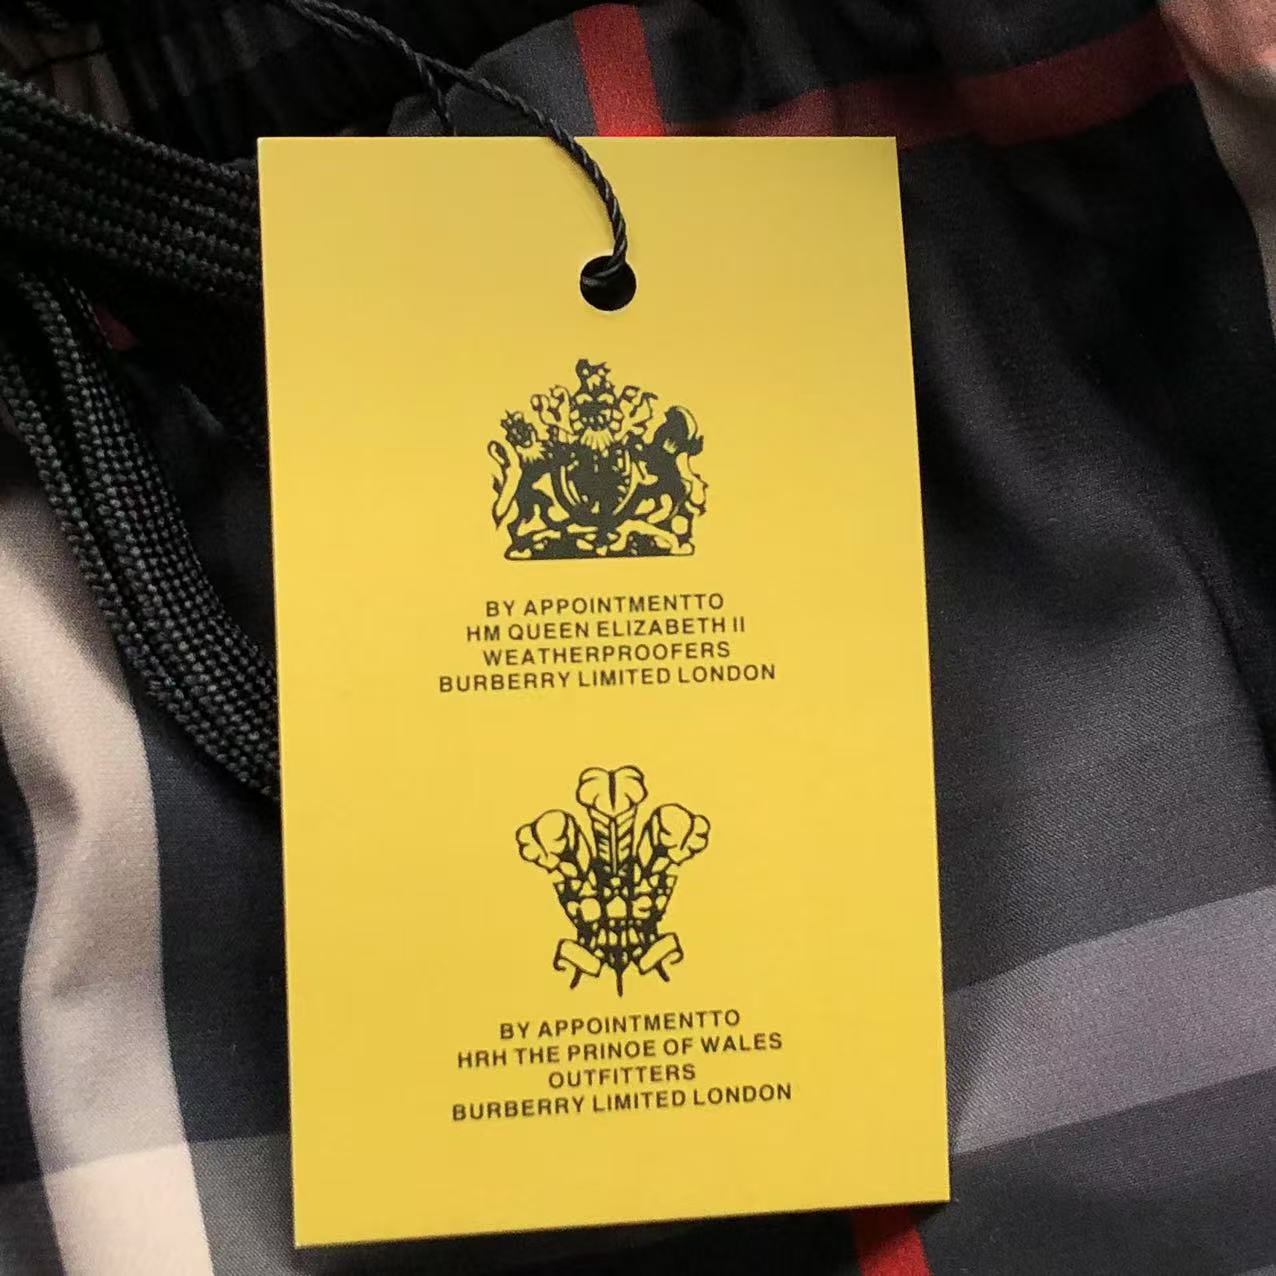 BY APPOINTMENTTO
HM QUEEN ELIZABETH II
WEATHERPROOFERS
BURBERRY LIMITED LONDON
BY APPOINTMENTTO
HRH THE PRINOE OF WALES
OUTFITTERS
BURBERRY LIMITED LONDON